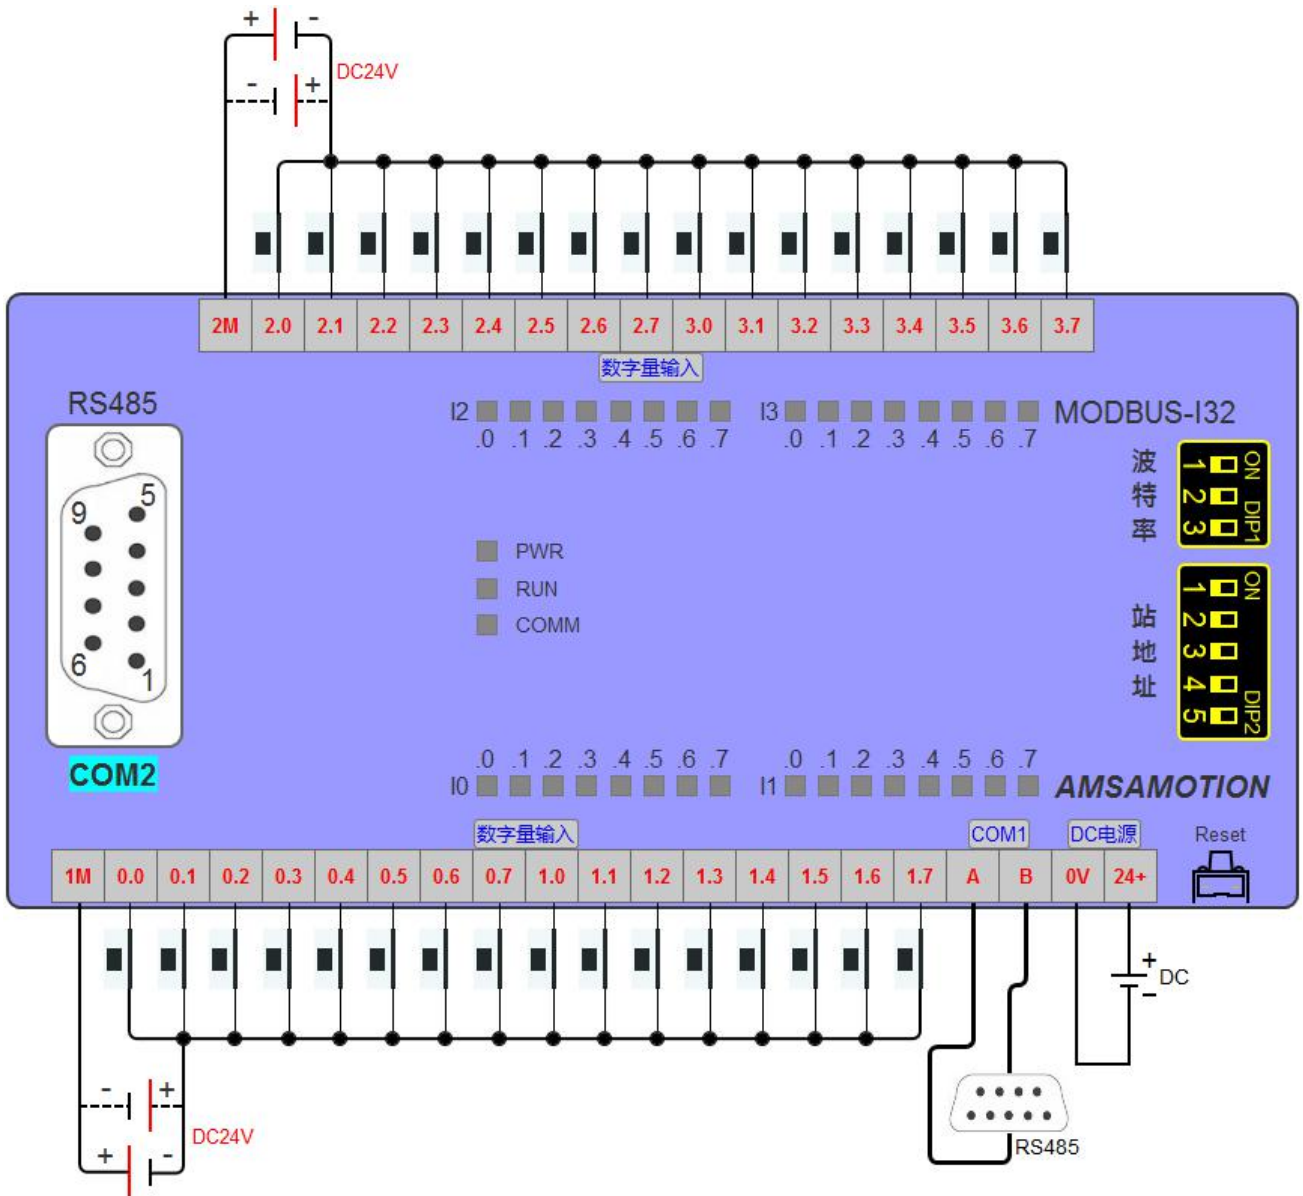 + -
DC24V
- +
2M 2.0 2.1 2.2 2.3 2.4 2.5 2.6 2.7 3.0 3.1 3.2 3.3 3.4 3.5 3.6 3.7
数字量输入
RS485
I2
.0 .1 .2 .3 .4 .5 .6 .7
I3
.0 .1 .2 .3 .4 .5 .6 .7
MODBUS-I32
波特率
1 2 3
ON DIP1
5
9
6
1
PWR
RUN
COMM
站地址
1 2 3 4 5
ON DIP2
COM2
.0 .1 .2 .3 .4 .5 .6 .7
I0
.0 .1 .2 .3 .4 .5 .6 .7
I1
AMSAMOTION
数字量输入
COM1
DC电源
Reset
1M 0.0 0.1 0.2 0.3 0.4 0.5 0.6 0.7 1.0 1.1 1.2 1.3 1.4 1.5 1.6 1.7 A B 0V 24+
+
DC
-
- +
DC24V
+ -
RS485